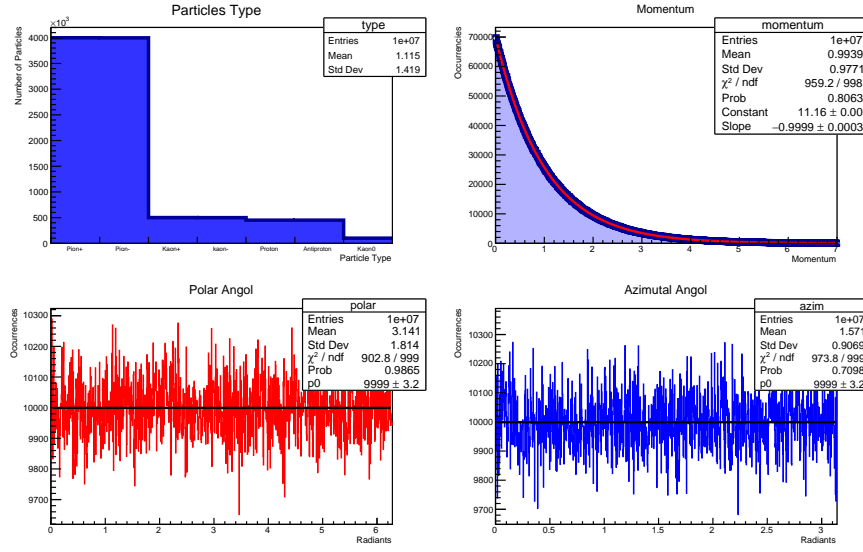 Particles Type
×10³
Number of Particles
4000
3500
3000
2500
2000
1500
1000
500
0
Pion+ Pion- Kaon+ kaon- Proton Antiproton Kaon0
Particle Type
type
Entries 1e+07
Mean 1.115
Std Dev 1.419
Momentum
Occurrencies
70000
60000
50000
40000
30000
20000
10000
0
0 1 2 3 4 5 6 7
Momentum
momentum
Entries 1e+07
Mean 0.9939
Std Dev 0.9771
χ² / ndf 959.2 / 998
Prob 0.8063
Constant 11.16 ± 0.00
Slope −0.9999 ± 0.0003
Polar Angol
Occurrences
10300
10200
10100
10000
9900
9800
9700
0 1 2 3 4 5 6
Radiants
polar
Entries 1e+07
Mean 3.141
Std Dev 1.814
χ² / ndf 902.8 / 999
Prob 0.9865
p0 9999 ± 3.2
Azimutal Angol
Occurrences
10300
10200
10100
10000
9900
9800
9700
0 0.5 1 1.5 2 2.5 3
Radiants
azim
Entries 1e+07
Mean 1.571
Std Dev 0.9069
χ² / ndf 973.8 / 999
Prob 0.7098
p0 9999 ± 3.2